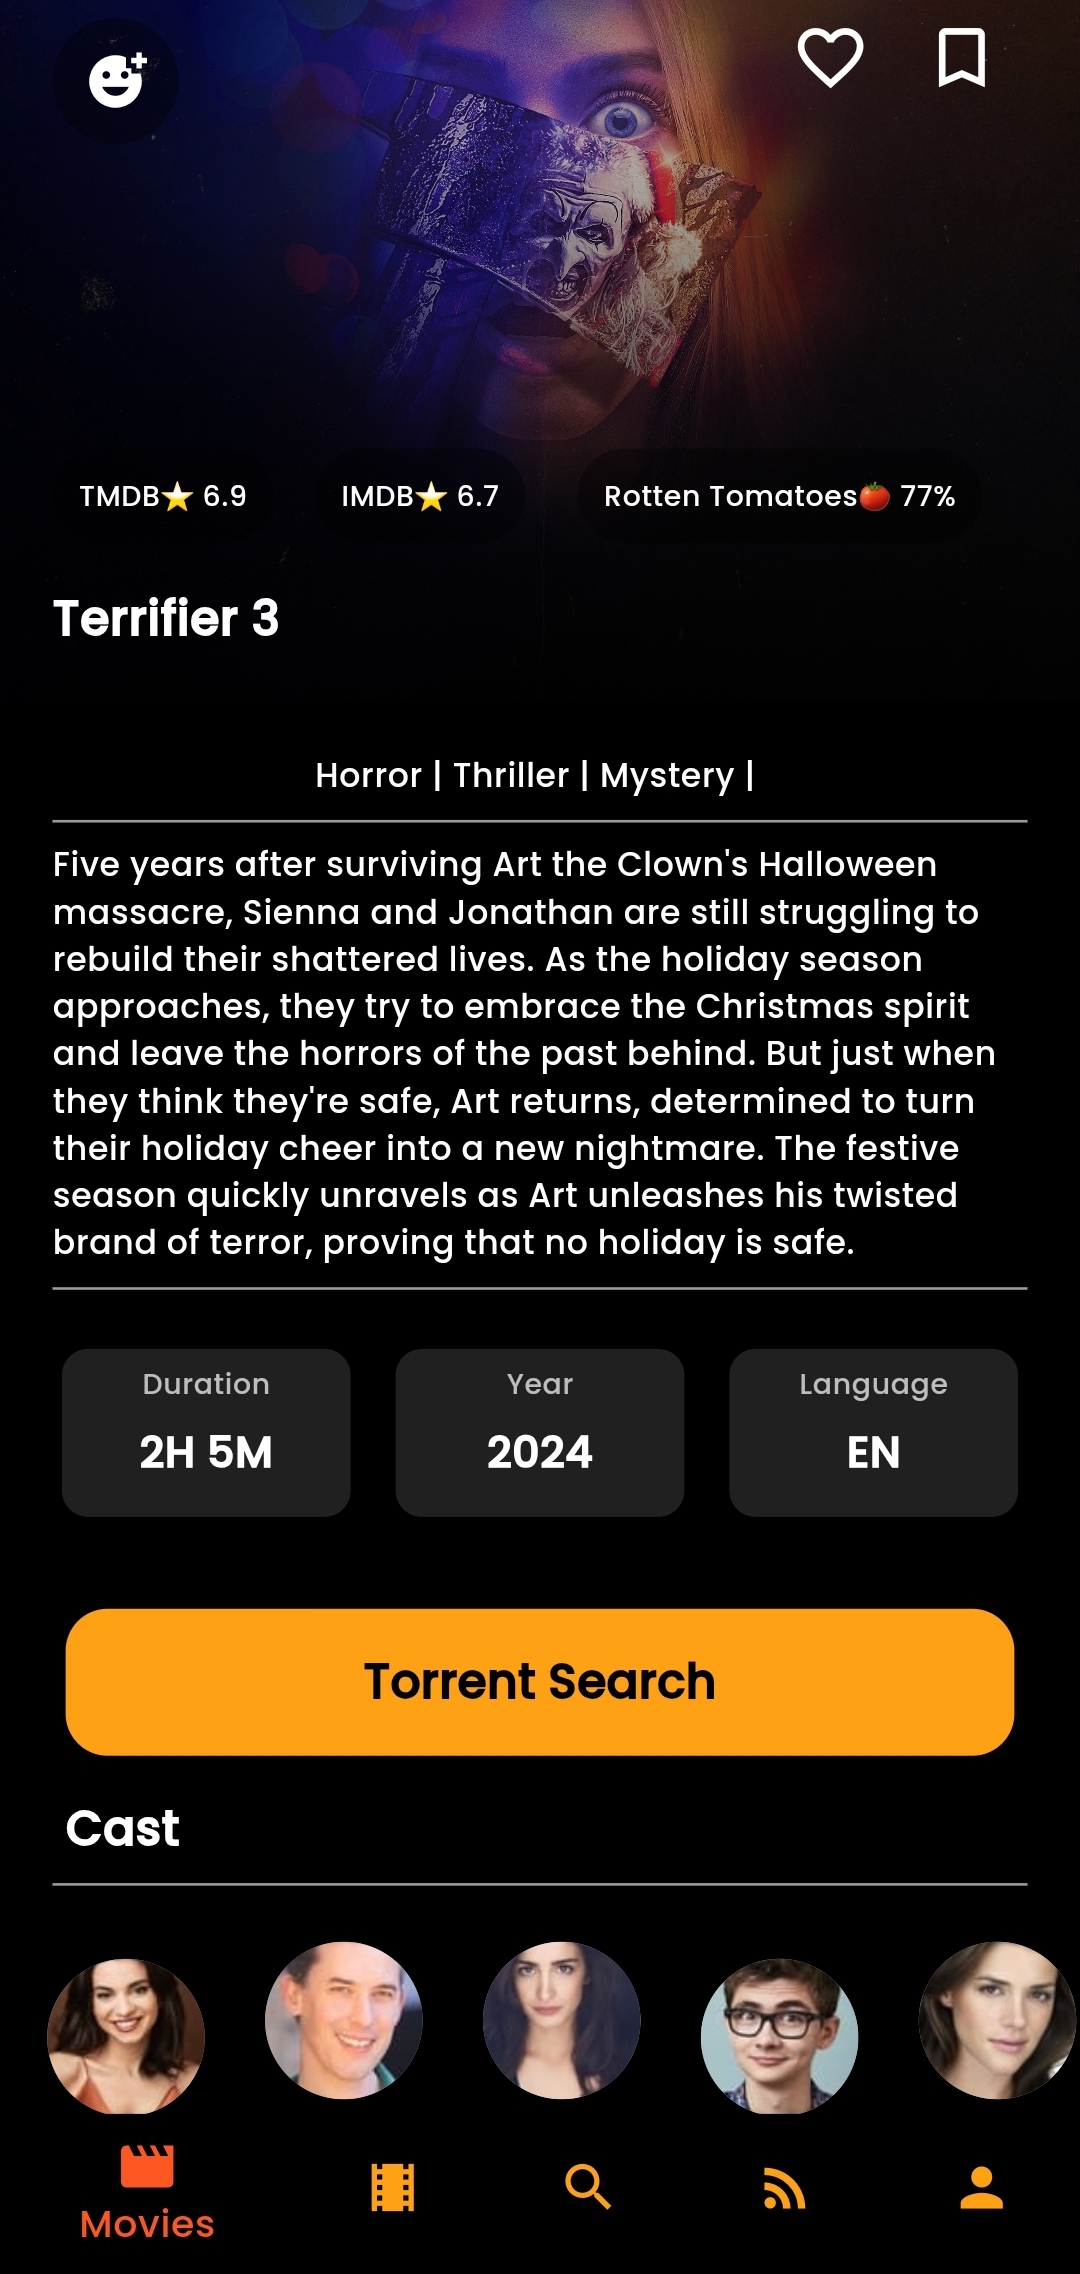 TMDB⭐ 6.9
IMDB⭐ 6.7
Rotten Tomatoes🍅 77%
Terrifier 3
Horror | Thriller | Mystery |
Five years after surviving Art the Clown's Halloween
massacre, Sienna and Jonathan are still struggling to
rebuild their shattered lives. As the holiday season
approaches, they try to embrace the Christmas spirit
and leave the horrors of the past behind. But just when
they think they're safe, Art returns, determined to turn
their holiday cheer into a new nightmare. The festive
season quickly unravels as Art unleashes his twisted
brand of terror, proving that no holiday is safe.
Duration
2H 5M
Year
2024
Language
EN
Torrent Search
Cast
Movies